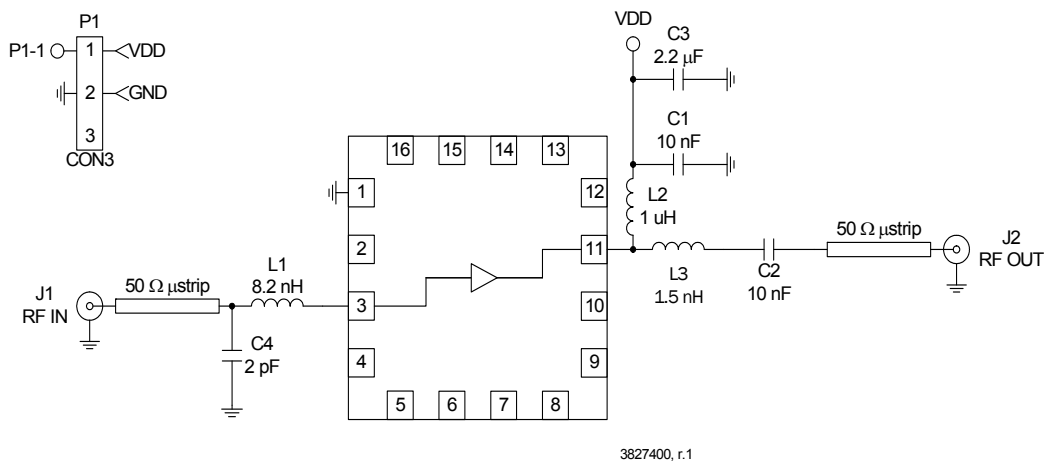 P1
P1-1
1
VDD
2
GND
3
CON3
VDD
C3
2.2 µF
C1
10 nF
L2
1 uH
16
15
14
13
1
2
3
4
5
6
7
8
9
10
11
12
J1
RF IN
50 Ω µstrip
L1
8.2 nH
C4
2 pF
L3
1.5 nH
C2
10 nF
50 Ω µstrip
J2
RF OUT
3827400, r.1